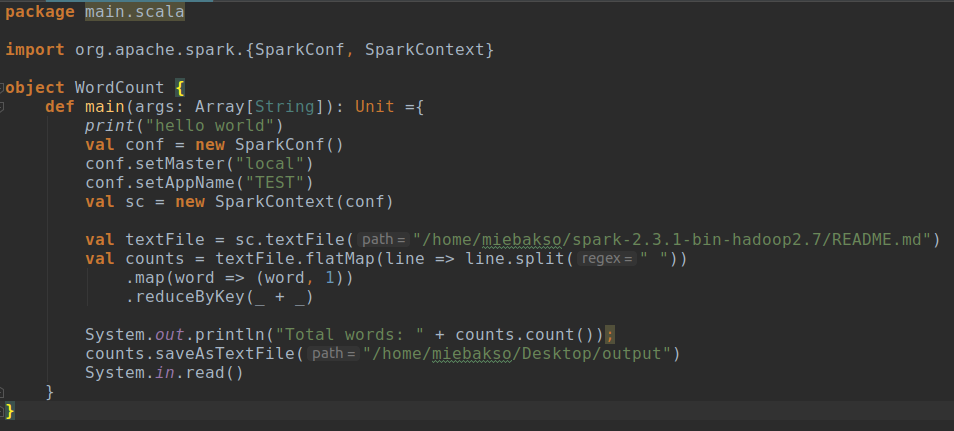 package main.scala
import org.apache.spark.{SparkConf, SparkContext}
object WordCount {
    def main(args: Array[String]): Unit ={
        print("hello world")
        val conf = new SparkConf()
        conf.setMaster("local")
        conf.setAppName("TEST")
        val sc = new SparkContext(conf)
        val textFile = sc.textFile( path = "/home/miebakso/spark-2.3.1-bin-hadoop2.7/README.md")
        val counts = textFile.flatMap(line => line.split( regex = " "))
            .map(word => (word, 1))
            .reduceByKey(_ + _)
        System.out.println("Total words: " + counts.count());
        counts.saveAsTextFile( path = "/home/miebakso/Desktop/output")
        System.in.read()
    }
}